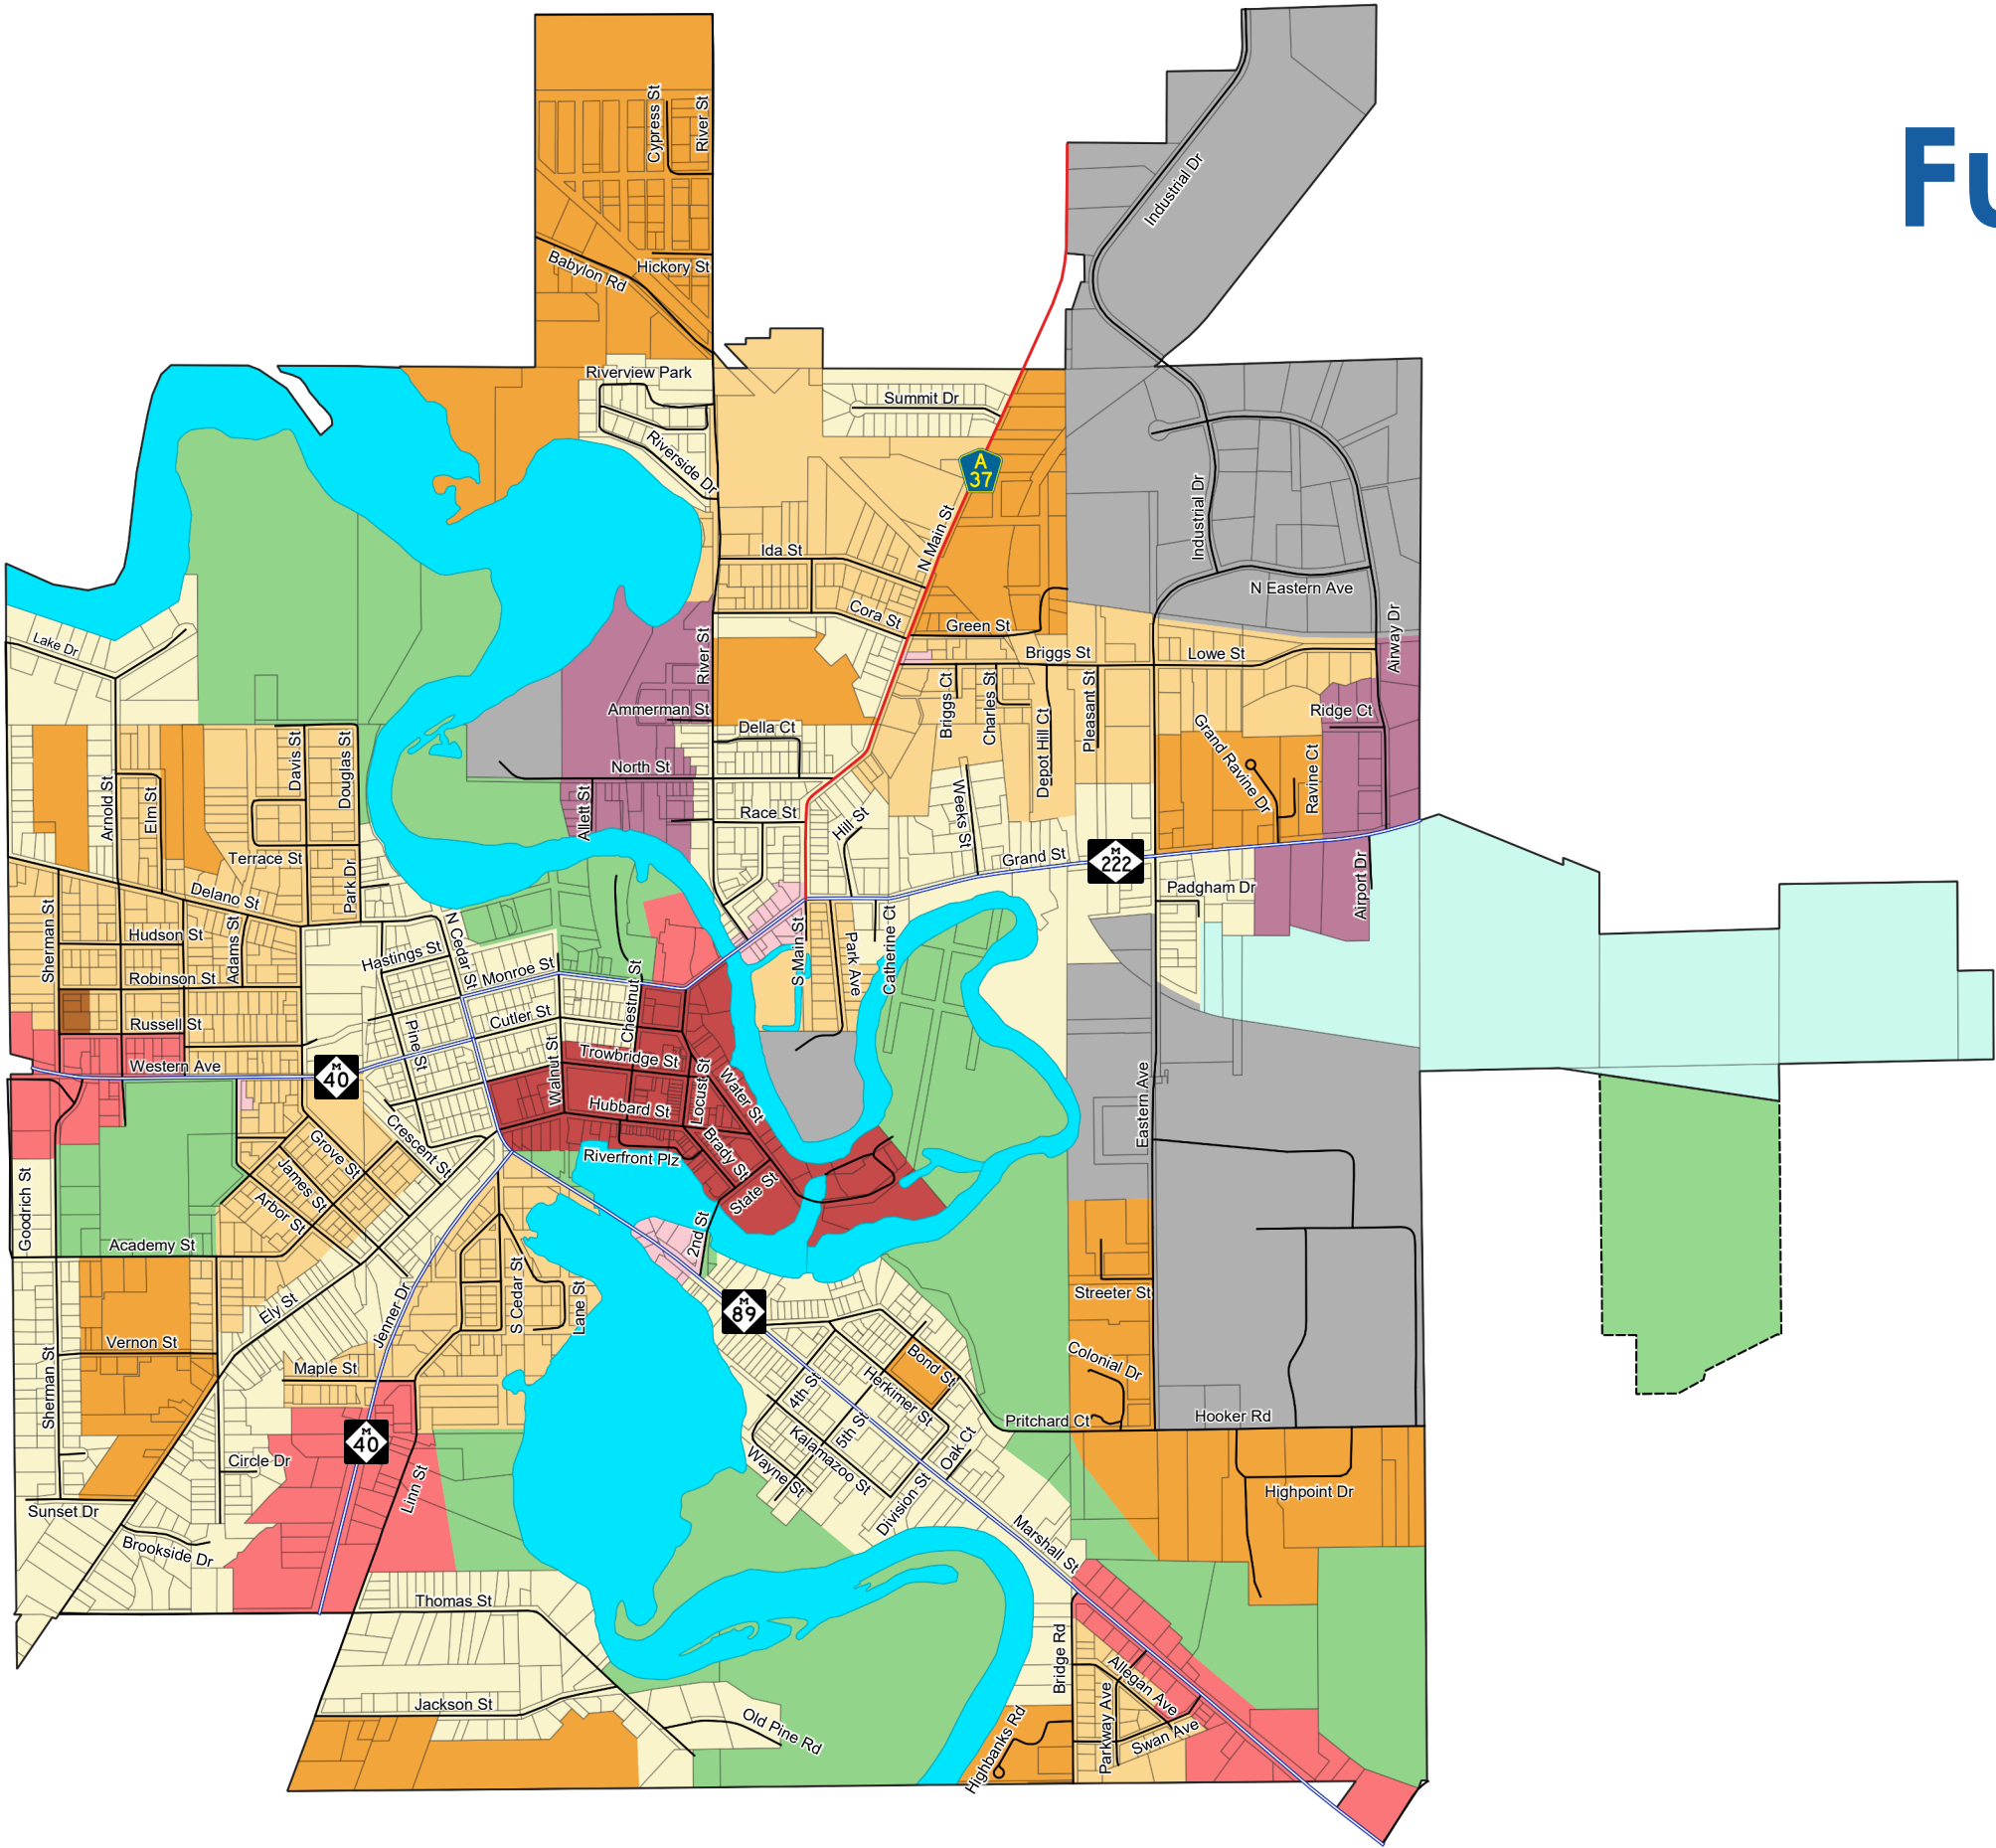 Fu
Cypress St
River St
Industrial Dr
Babylon Rd
Hickory St
Riverview Park
Summit Dr
Riverside Dr
A
37
N Main St
Industrial Dr
Ida St
N Eastern Ave
Cora St
Green St
Airway Dr
Lake Dr
River St
Briggs St
Lowe St
Briggs Ct
Charles St
Pleasant St
Ammerman St
Ridge Ct
Della Ct
Depot Hill Ct
Grand Ravine Dr
Davis St
Douglas St
North St
Ravine Ct
Arnold St
Elm St
Allett St
Race St
Hill St
Weeks St
Terrace St
Grand St
M
222
Park Dr
Delano St
Padgham Dr
Airport Dr
Sherman St
Hudson St
Adams St
N Cedar St
Hastings St
S Main St
Park Ave
Catherine Ct
Robinson St
Monroe St
Chestnut St
Russell St
Cutler St
Pine St
Western Ave
M
40
Walnut St
Trowbridge St
Locust St
Water St
Hubbard St
Eastern Ave
Crescent St
Grove St
Brady St
Riverfront Plz
Goodrich St
James St
Arbor St
State St
2nd St
Academy St
S Cedar St
Lane St
Ely St
Jenner Dr
M
89
Streeter St
Vernon St
Maple St
Bond St
Colonial Dr
Sherman St
4th St
Herkimer St
5th St
Pritchard Ct
Hooker Rd
M
40
Kalamazoo St
Oak Ct
Circle Dr
Wayne St
Linn St
Division St
Highpoint Dr
Sunset Dr
Brookside Dr
Marshall St
Thomas St
Bridge Rd
Allegan Ave
Jackson St
Parkway Ave
Old Pine Rd
Swan Ave
Highbanks Rd